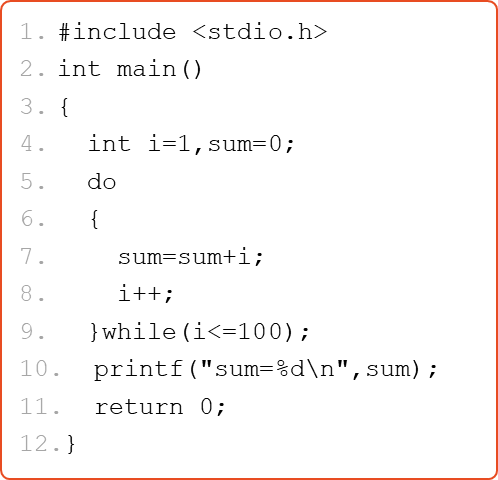 1. #include <stdio.h>
2. int main()
3. {
4.   int i=1,sum=0;
5.   do
6.   {
7.     sum=sum+i;
8.     i++;
9.   }while(i<=100);
10.  printf("sum=%d\n",sum);
11.  return 0;
12.}